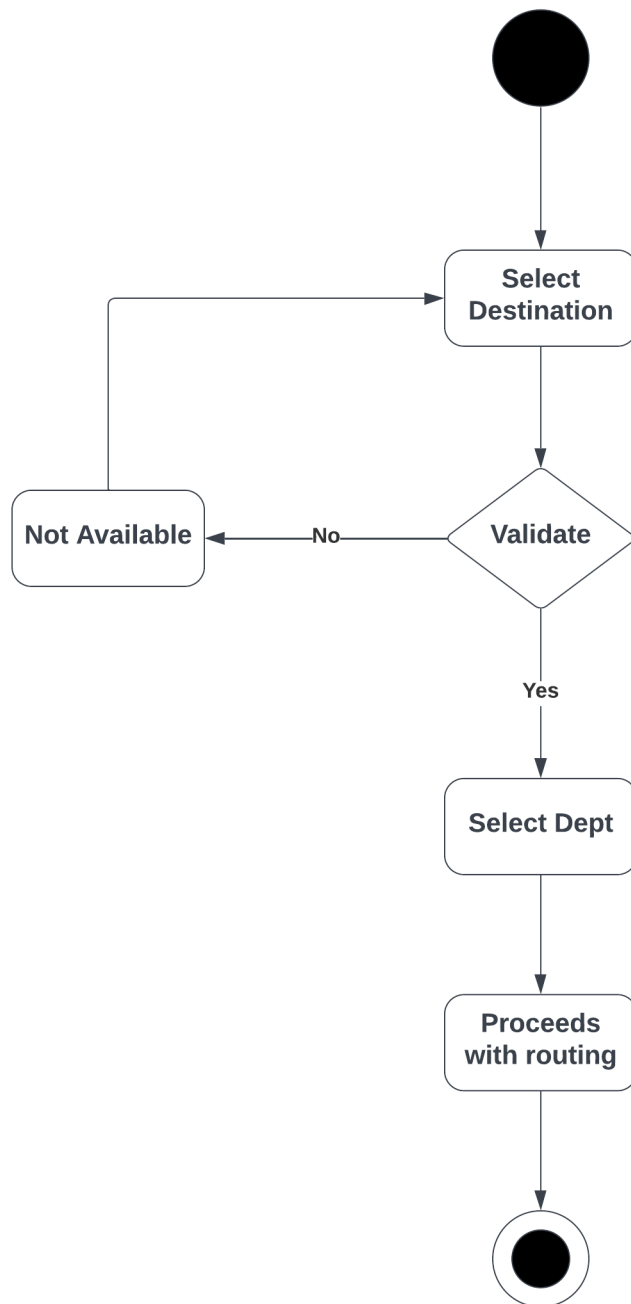 Select
Destination
Not Available
No
Validate
Yes
Select Dept
Proceeds
with routing